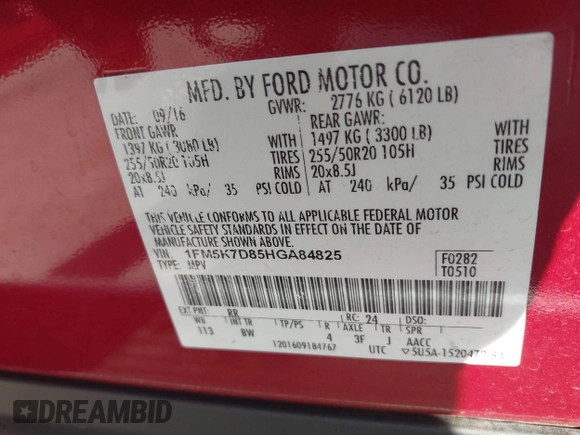 MFD. BY FORD MOTOR CO.
DATE: 09/16 GVWR: 2776 KG ( 6120 LB)
FRONT GAWR: REAR GAWR:
1397 KG ( 3080 LB) WITH 1497 KG ( 3300 LB) WITH
255/50R20 105H TIRES 255/50R20 105H TIRES
20x8.5J RIMS 20x8.5J RIMS
AT 240 kPa/ 35 PSI COLD AT 240 kPa/ 35 PSI COLD
THIS VEHICLE CONFORMS TO ALL APPLICABLE FEDERAL MOTOR
VEHICLE SAFETY STANDARDS IN EFFECT ON THE DATE OF
MANUFACTURE SHOWN ABOVE.
VIN: 1FM5K7D85HGA84825 F0282
TYPE: MPV T0510
EXT PNT: RR RC: 24 DSO:
WB INT TR TP/PS R AXLE TR SPR
113 BW 4 3F J AACC
1201609184767 UTC
DREAMBID